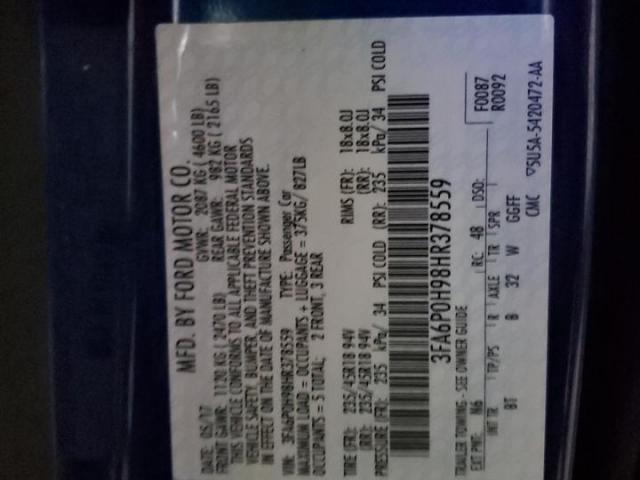 MFD. BY FORD MOTOR CO.
DATE: 05/17 GVWR: 2087 KG (4600 LB)
FRONT GAWR: 1120 KG (2470 LB) REAR GAWR: 982 KG (2165 LB)
THIS VEHICLE CONFORMS TO ALL APPLICABLE FEDERAL MOTOR
VEHICLE SAFETY, BUMPER, AND THEFT PREVENTION STANDARDS
IN EFFECT ON THE DATE OF MANUFACTURE SHOWN ABOVE.
VIN: 3FA6P0H98HR378559 TYPE: Passenger Car
MAXIMUM LOAD = OCCUPANTS + LUGGAGE = 375KG/ 827LB
OCCUPANTS = 5 TOTAL; 2 FRONT, 3 REAR
TIRE (FR): 235/45R18 94V RIMS (FR): 18x8.0J
(RR): 235/45R18 94V (RR): 18x8.0J
PRESSURE (FR): 235 kPa/ 34 PSI COLD (RR): 235 kPa/ 34 PSI COLD
3FA6P0H98HR378559
TRAILER TOWING - SEE OWNER GUIDE
F0087
R0092
EXT PNT: N6 RC: 48 DSO:
INT TR TP/PS R AXLE TR SPR
BT B 32 W GGFF
CMC 5U5A-5420472-AA